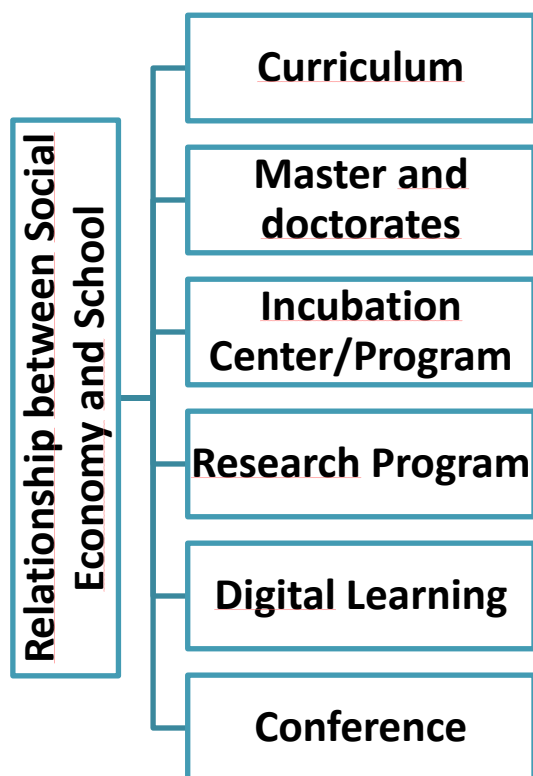 Relationship between Social
Economy and School
Curriculum
Master and
doctorates
Incubation
Center/Program
Research Program
Digital Learning
Conference